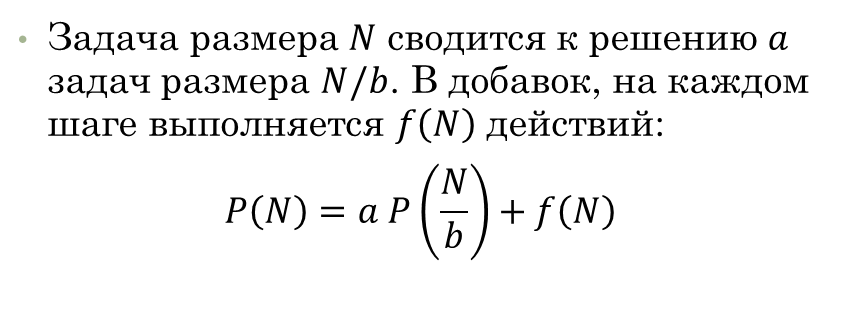 • Задача размера N сводится к решению a
задач размера N/b. В добавок, на каждом
шаге выполняется f(N) действий:
P(N) = a P(N/b) + f(N)